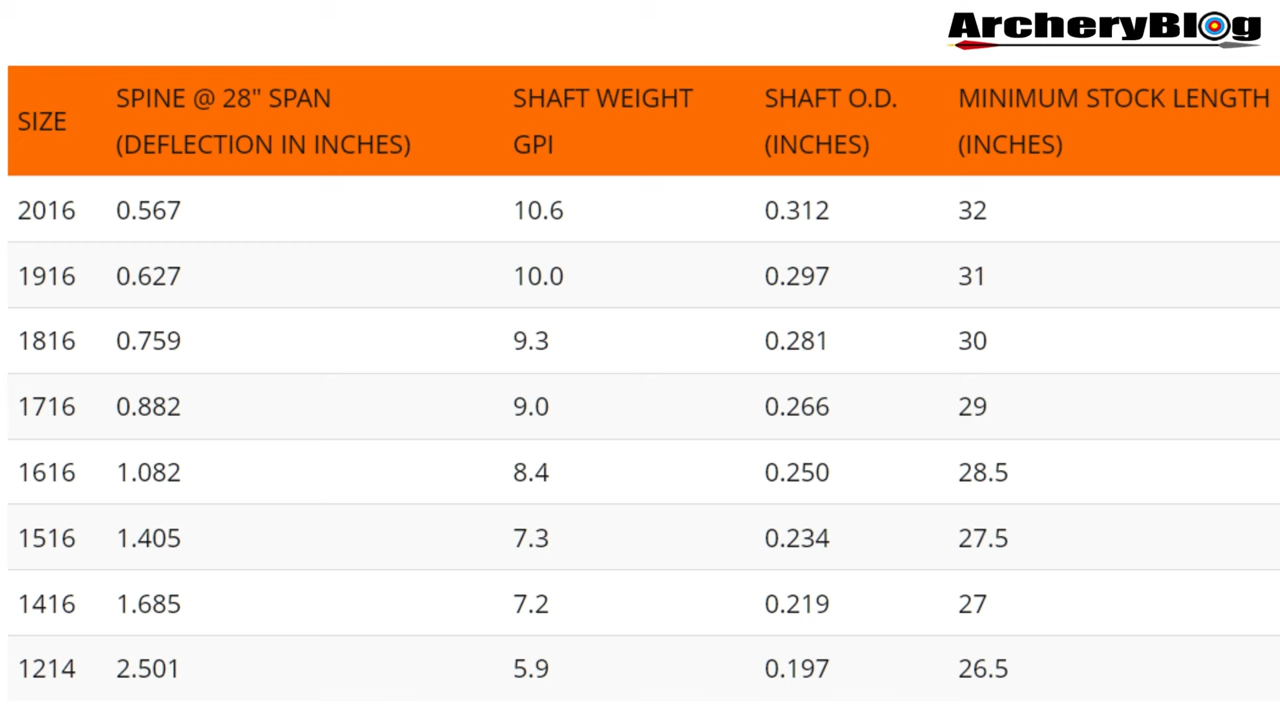 ArcheryBlog
SIZE SPINE @ 28" SPAN (DEFLECTION IN INCHES) SHAFT WEIGHT GPI SHAFT O.D. (INCHES) MINIMUM STOCK LENGTH (INCHES)
2016 0.567 10.6 0.312 32
1916 0.627 10.0 0.297 31
1816 0.759 9.3 0.281 30
1716 0.882 9.0 0.266 29
1616 1.082 8.4 0.250 28.5
1516 1.405 7.3 0.234 27.5
1416 1.685 7.2 0.219 27
1214 2.501 5.9 0.197 26.5